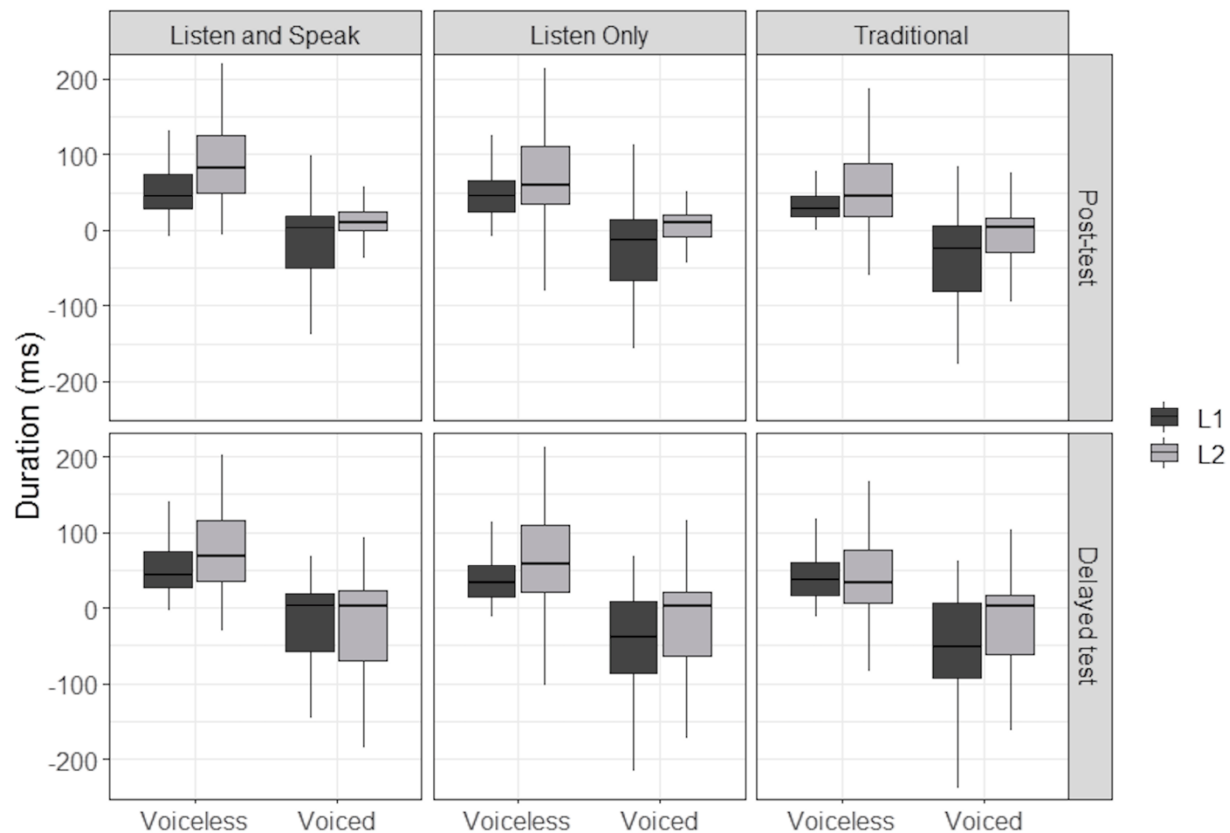 Listen and Speak
Listen Only
Traditional
200
100
0
-100
-200
Post-test
Duration (ms)
L1
L2
200
100
0
-100
-200
Delayed test
Voiceless
Voiced
Voiceless
Voiced
Voiceless
Voiced